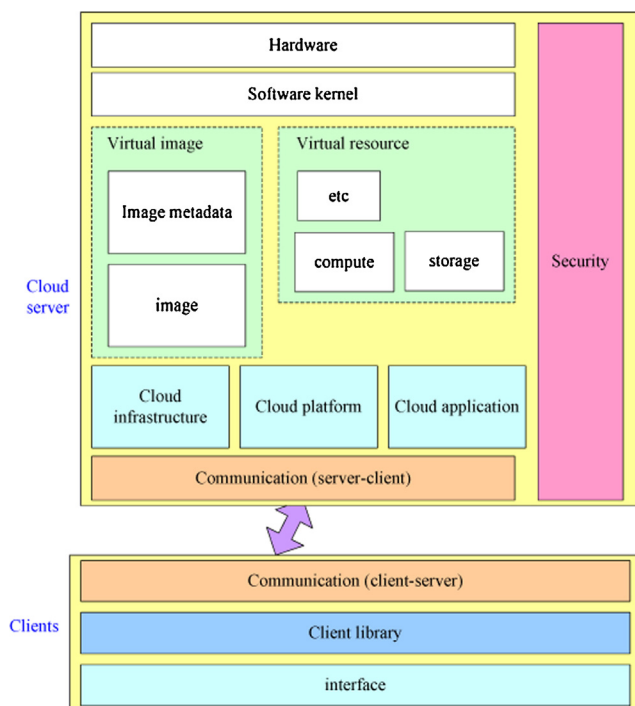 Hardware
Software kernel
Virtual image
Virtual resource
Image metadata
etc
compute
storage
image
Security
Cloud
server
Cloud
infrastructure
Cloud platform
Cloud application
Communication (server-client)
Communication (client-server)
Clients
Client library
interface